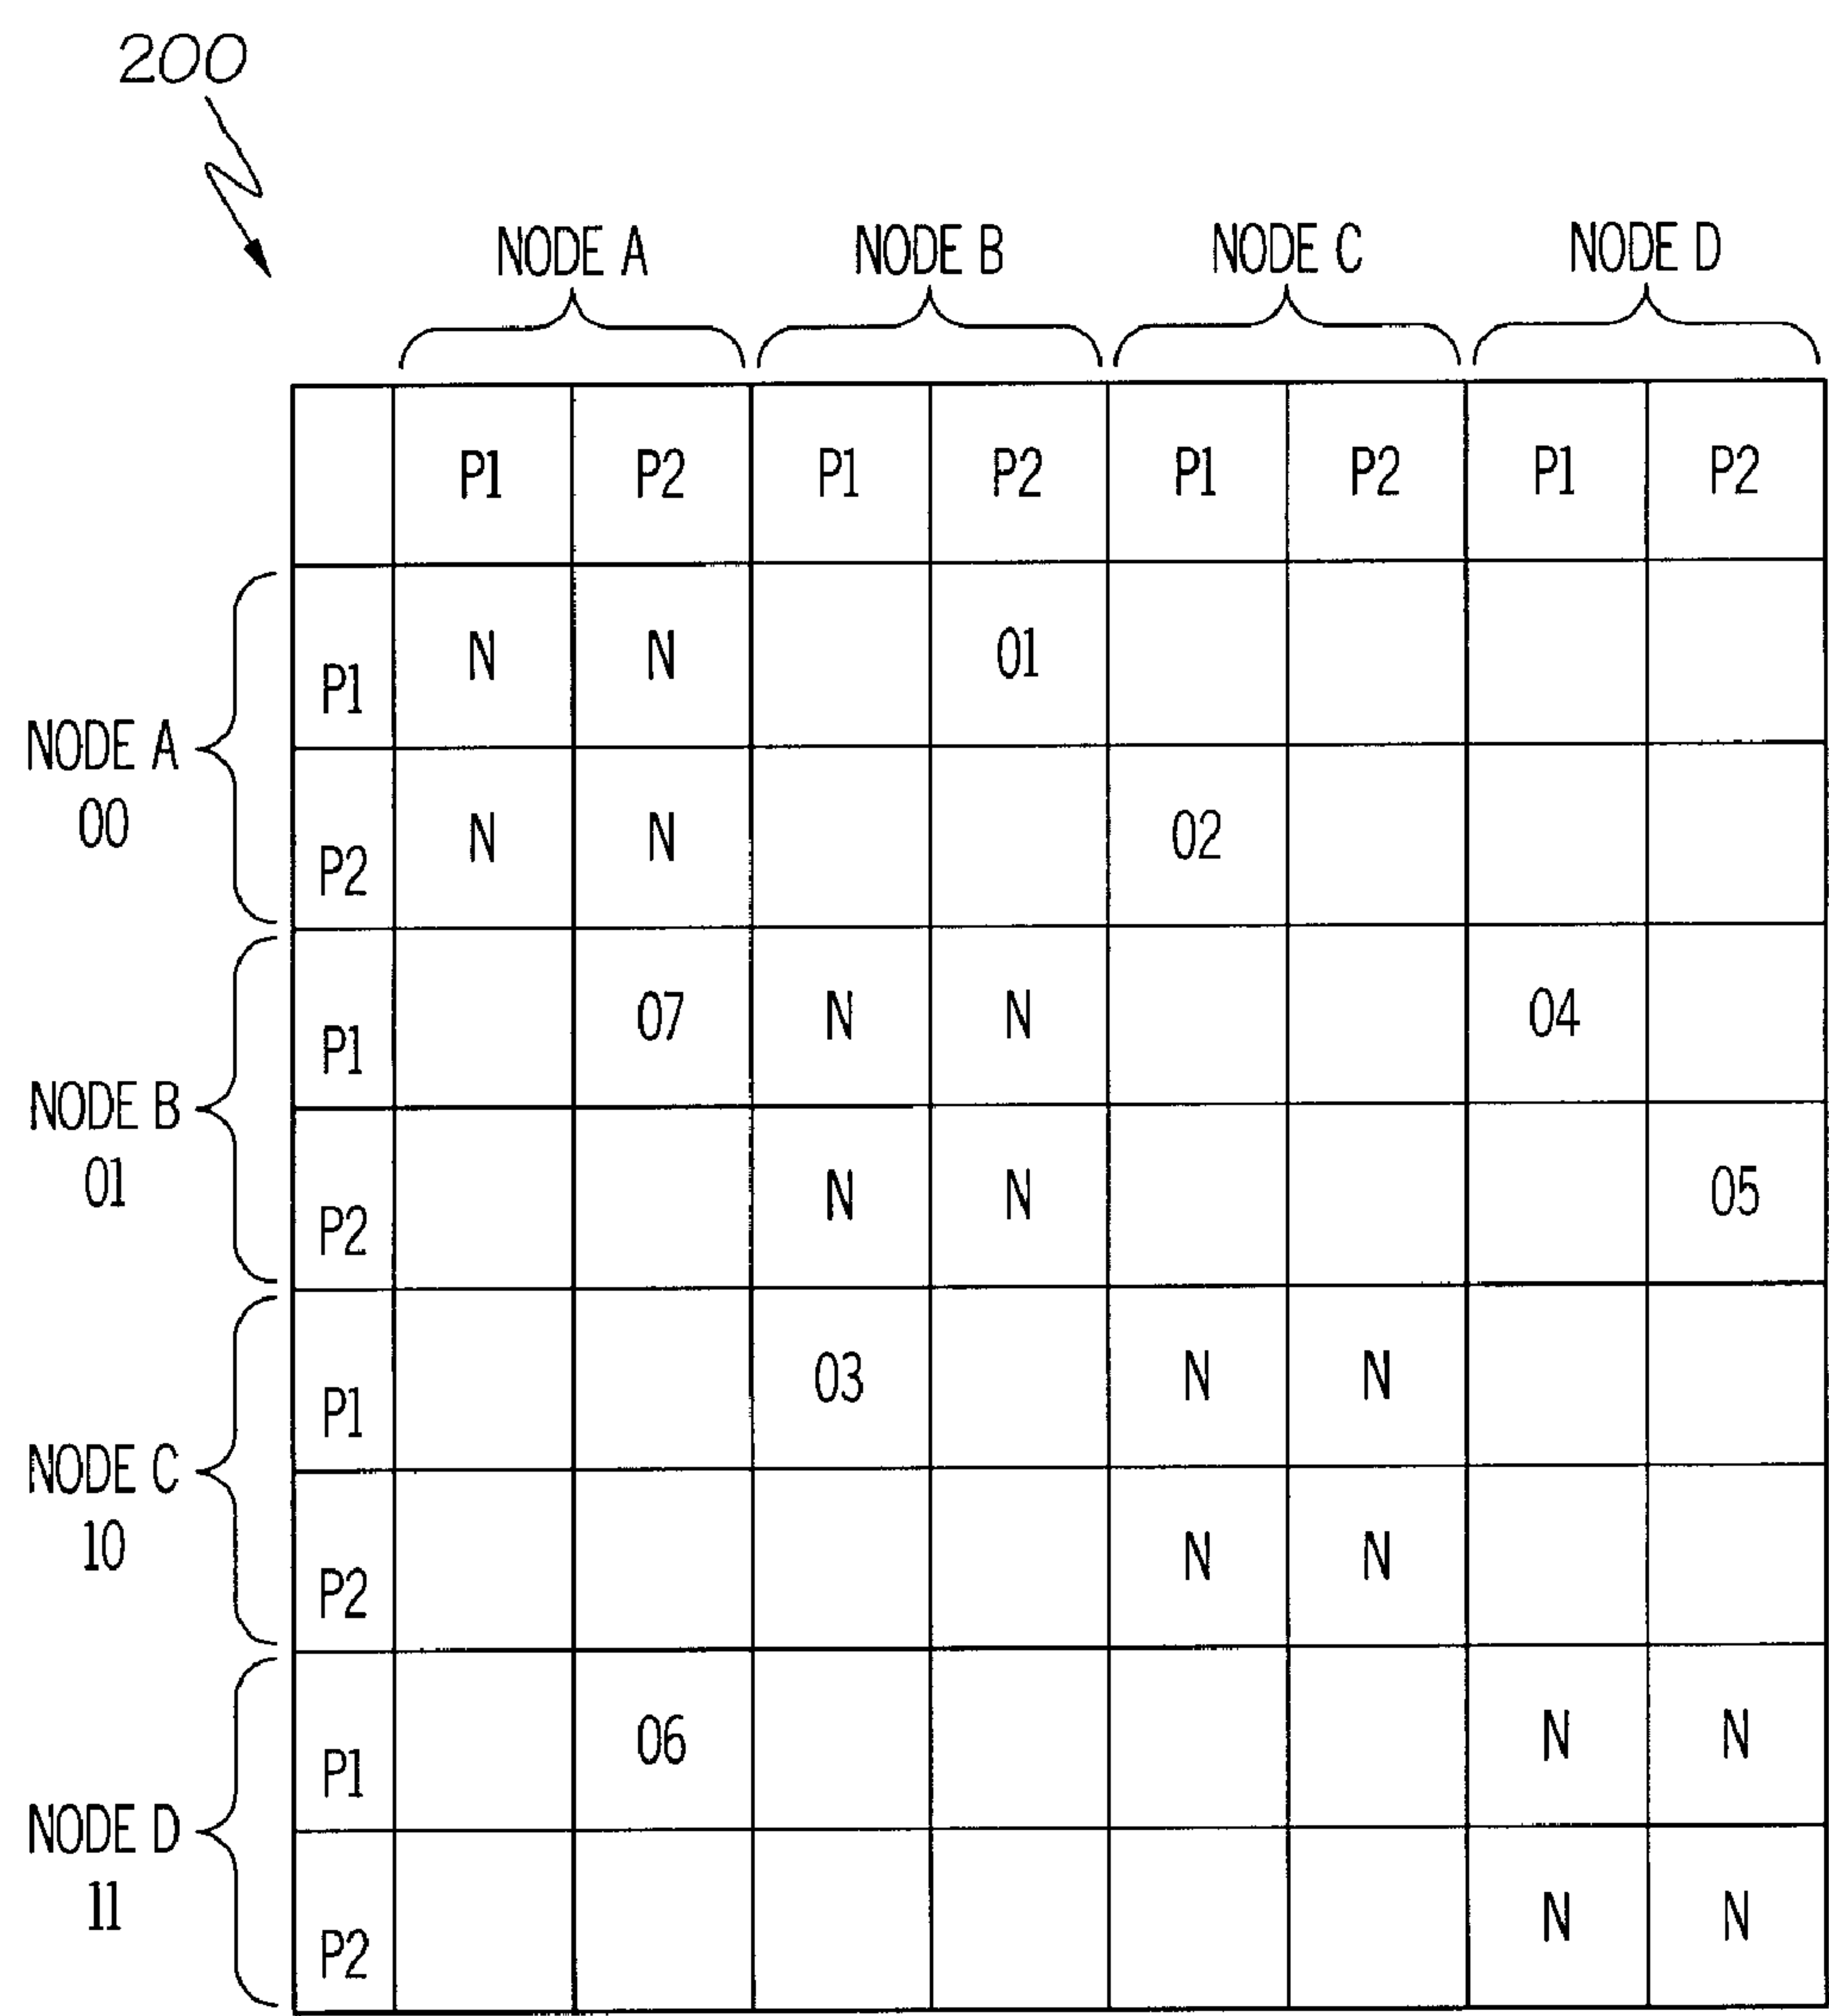 200
NODE A NODE B NODE C NODE D
P1 P2 P1 P2 P1 P2 P1 P2
P1 N N 01
NODE A
00
P2 N N 02
P1 07 N N 04
NODE B
01
P2 N N 05
P1 03 N N
NODE C
10
P2 N N
P1 06 N N
NODE D
11
P2 N N